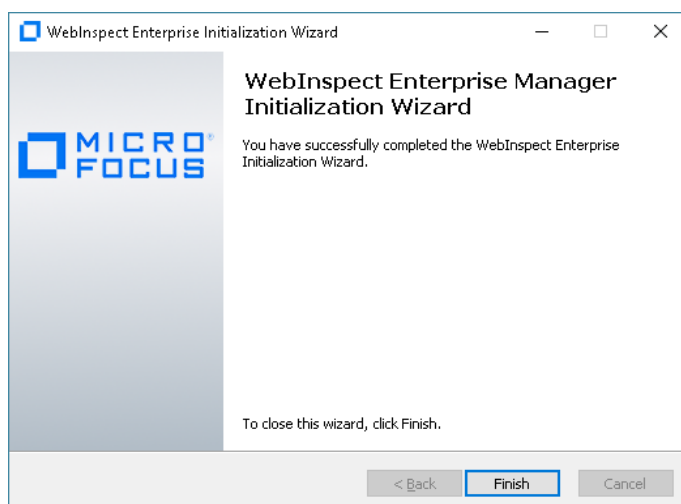 WebInspect Enterprise Initialization Wizard
WebInspect Enterprise Manager
Initialization Wizard
MICRO®
FOCUS
You have successfully completed the WebInspect Enterprise
Initialization Wizard.
To close this wizard, click Finish.
< Back
Finish
Cancel